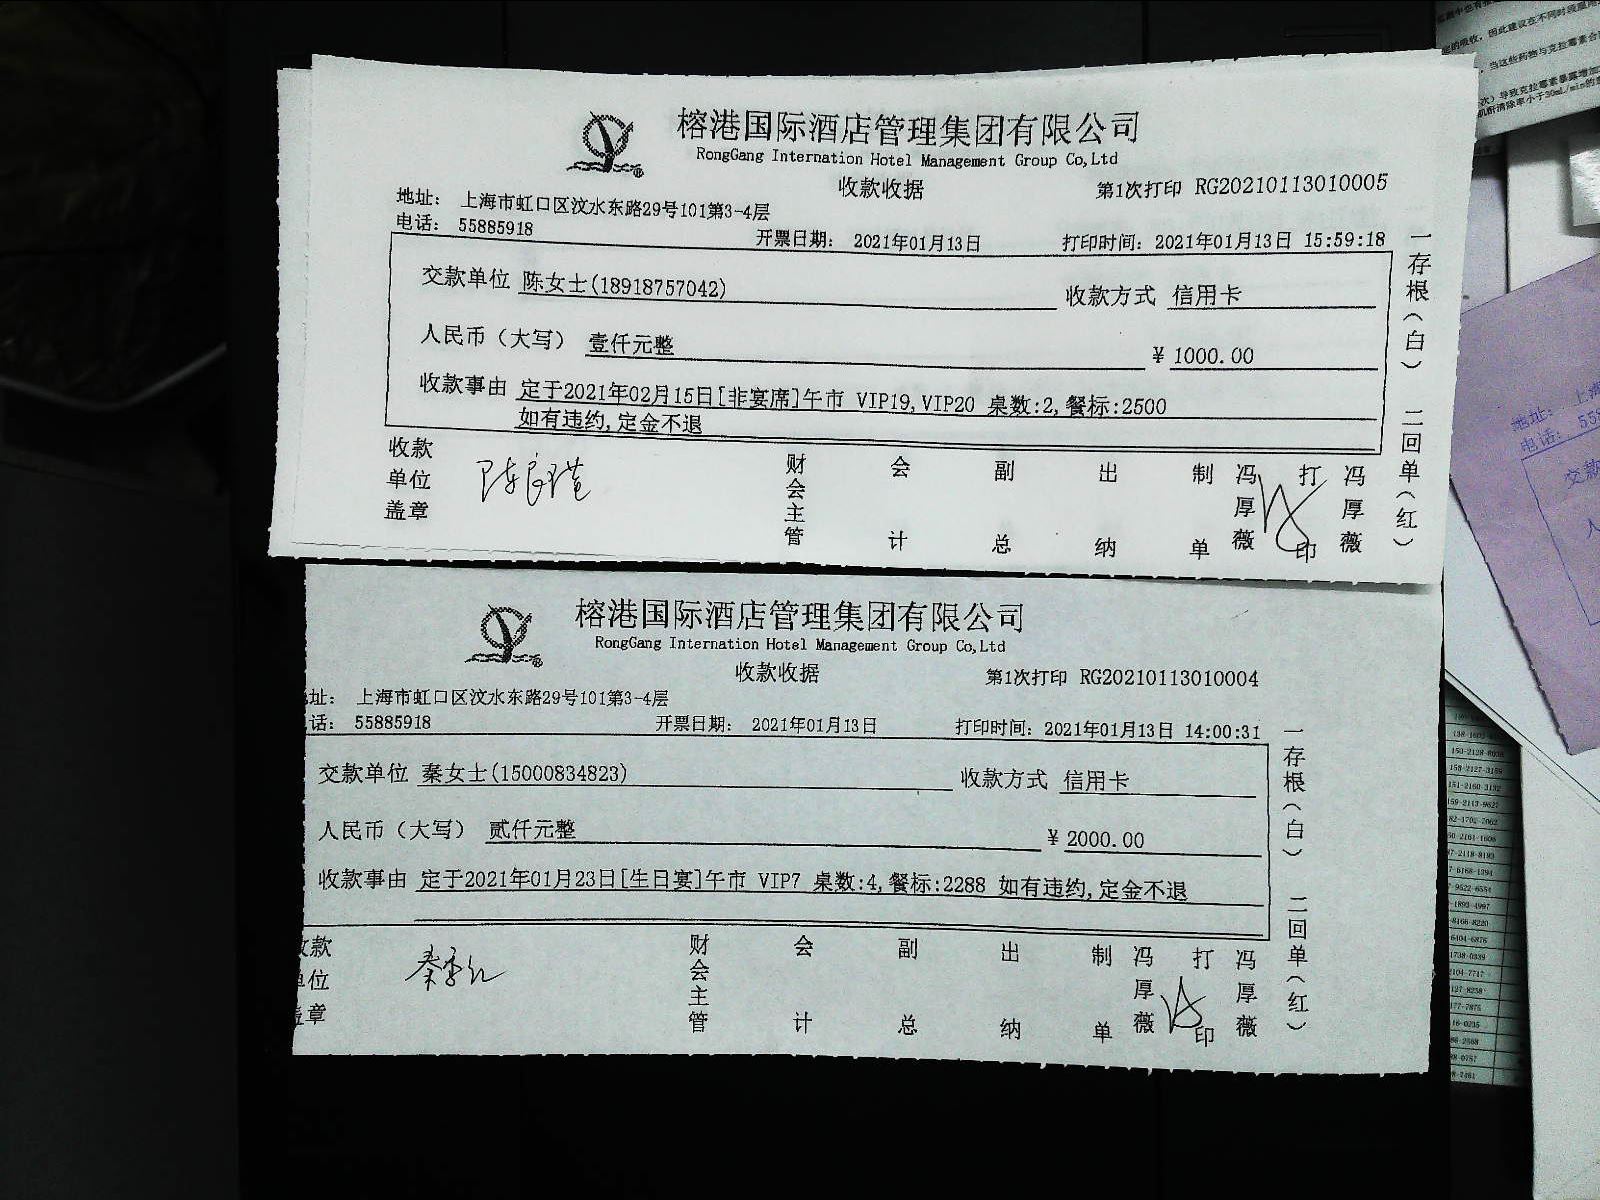 榕港国际酒店管理集团有限公司
RongGang Internation Hotel Management Group Co,Ltd
收款收据
第1次打印 RG20210113010005
地址： 上海市虹口区汶水东路29号101第3-4层
电话： 55885918
开票日期： 2021年01月13日
打印时间：2021年01月13日 15:59:18
交款单位 陈女士(18918757042)
收款方式 信用卡
人民币（大写） 壹仟元整
¥ 1000.00
收款事由 定于2021年02月15日[非宴席]午市 VIP19,VIP20 桌数:2,餐标:2500
如有违约,定金不退
收款单位盖章
财会主管 会计 副总 出纳 制单 冯厚薇 打印 冯厚薇
一存根（白） 二回单（红）
榕港国际酒店管理集团有限公司
RongGang Internation Hotel Management Group Co,Ltd
收款收据
第1次打印 RG20210113010004
址： 上海市虹口区汶水东路29号101第3-4层
话： 55885918
开票日期： 2021年01月13日
打印时间：2021年01月13日 14:00:31
交款单位 秦女士(15000834823)
收款方式 信用卡
人民币（大写） 贰仟元整
¥ 2000.00
收款事由 定于2021年01月23日[生日宴]午市 VIP7 桌数:4,餐标:2288 如有违约,定金不退
收款单位盖章
财会主管 会计 副总 出纳 制单 冯厚薇 打印 冯厚薇
一存根（白） 二回单（红）